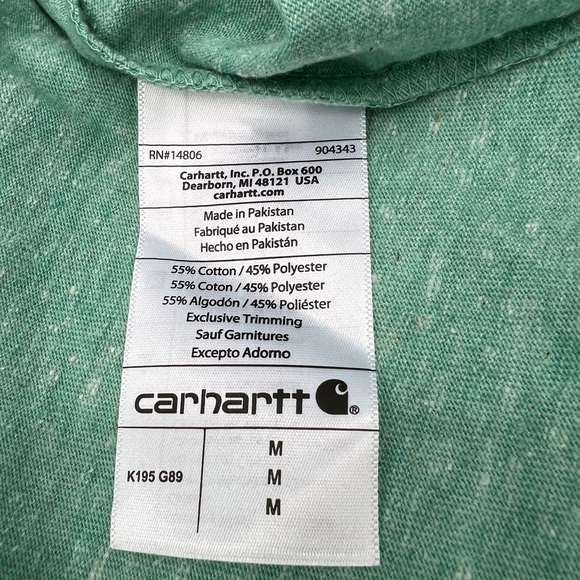 RN#14806 904343
Carhartt, Inc. P.O. Box 600
Dearborn, MI 48121 USA
carhartt.com
Made in Pakistan
Fabriqué au Pakistan
Hecho en Pakistán
55% Cotton / 45% Polyester
55% Coton / 45% Polyester
55% Algodón / 45% Poliéster
Exclusive Trimming
Sauf Garnitures
Excepto Adorno
carhartt ®
M
K195 G89 M
M